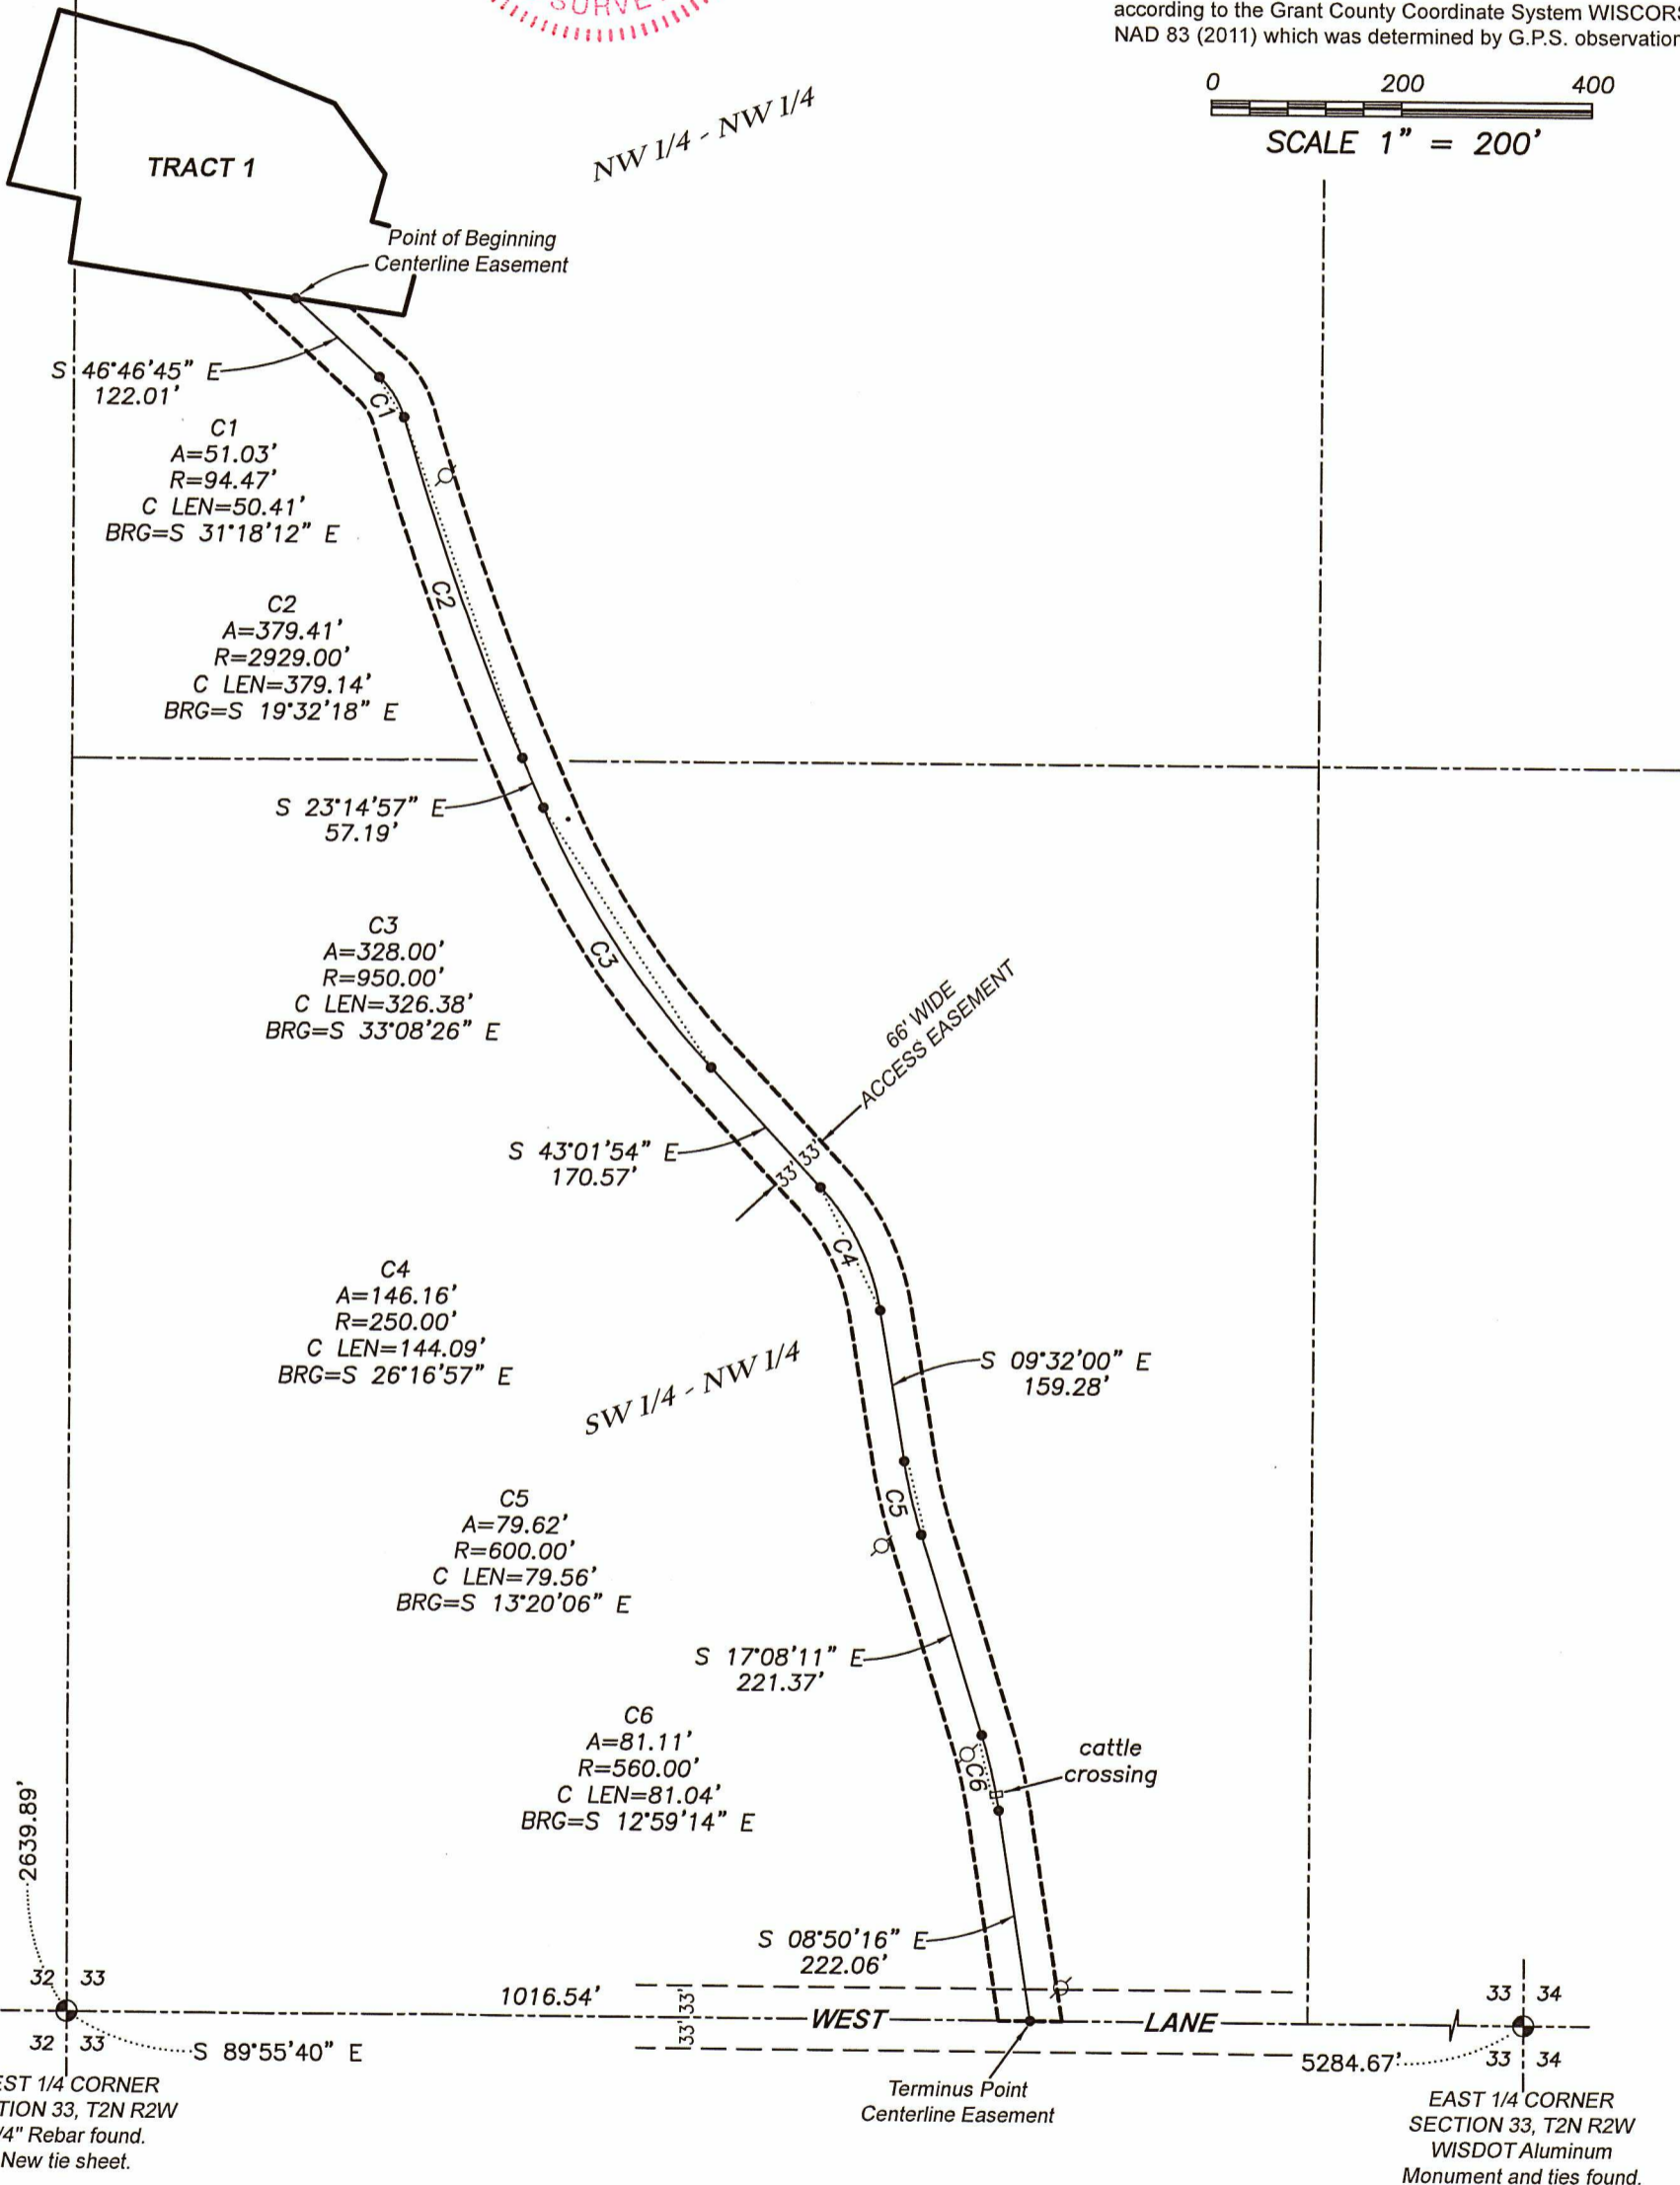 SURVE
according to the Grant County Coordinate System WISCORS
NAD 83 (2011) which was determined by G.P.S. observation
0 200 400
SCALE 1" = 200'
NW 1/4 - NW 1/4
TRACT 1
Point of Beginning
Centerline Easement
S 46°46'45" E
122.01'
C1
C1
A=51.03'
R=94.47'
C LEN=50.41'
BRG=S 31°18'12" E
C2
C2
A=379.41'
R=2929.00'
C LEN=379.14'
BRG=S 19°32'18" E
S 23°14'57" E
57.19'
C3
A=328.00'
R=950.00'
C LEN=326.38'
BRG=S 33°08'26" E
C3
66' WIDE
ACCESS EASEMENT
S 43°01'54" E
170.57'
33' 33'
C4
C4
A=146.16'
R=250.00'
C LEN=144.09'
BRG=S 26°16'57" E
SW 1/4 - NW 1/4
S 09°32'00" E
159.28'
C5
A=79.62'
R=600.00'
C LEN=79.56'
BRG=S 13°20'06" E
C5
S 17°08'11" E
221.37'
C6
A=81.11'
R=560.00'
C LEN=81.04'
BRG=S 12°59'14" E
C6
cattle
crossing
2639.89'
S 08°50'16" E
222.06'
32 33
1016.54'
33' 33'
WEST LANE
33 34
32 33
S 89°55'40" E
5284.67'
33 34
EST 1/4 CORNER
TION 33, T2N R2W
/4" Rebar found.
New tie sheet.
Terminus Point
Centerline Easement
EAST 1/4 CORNER
SECTION 33, T2N R2W
WISDOT Aluminum
Monument and ties found.